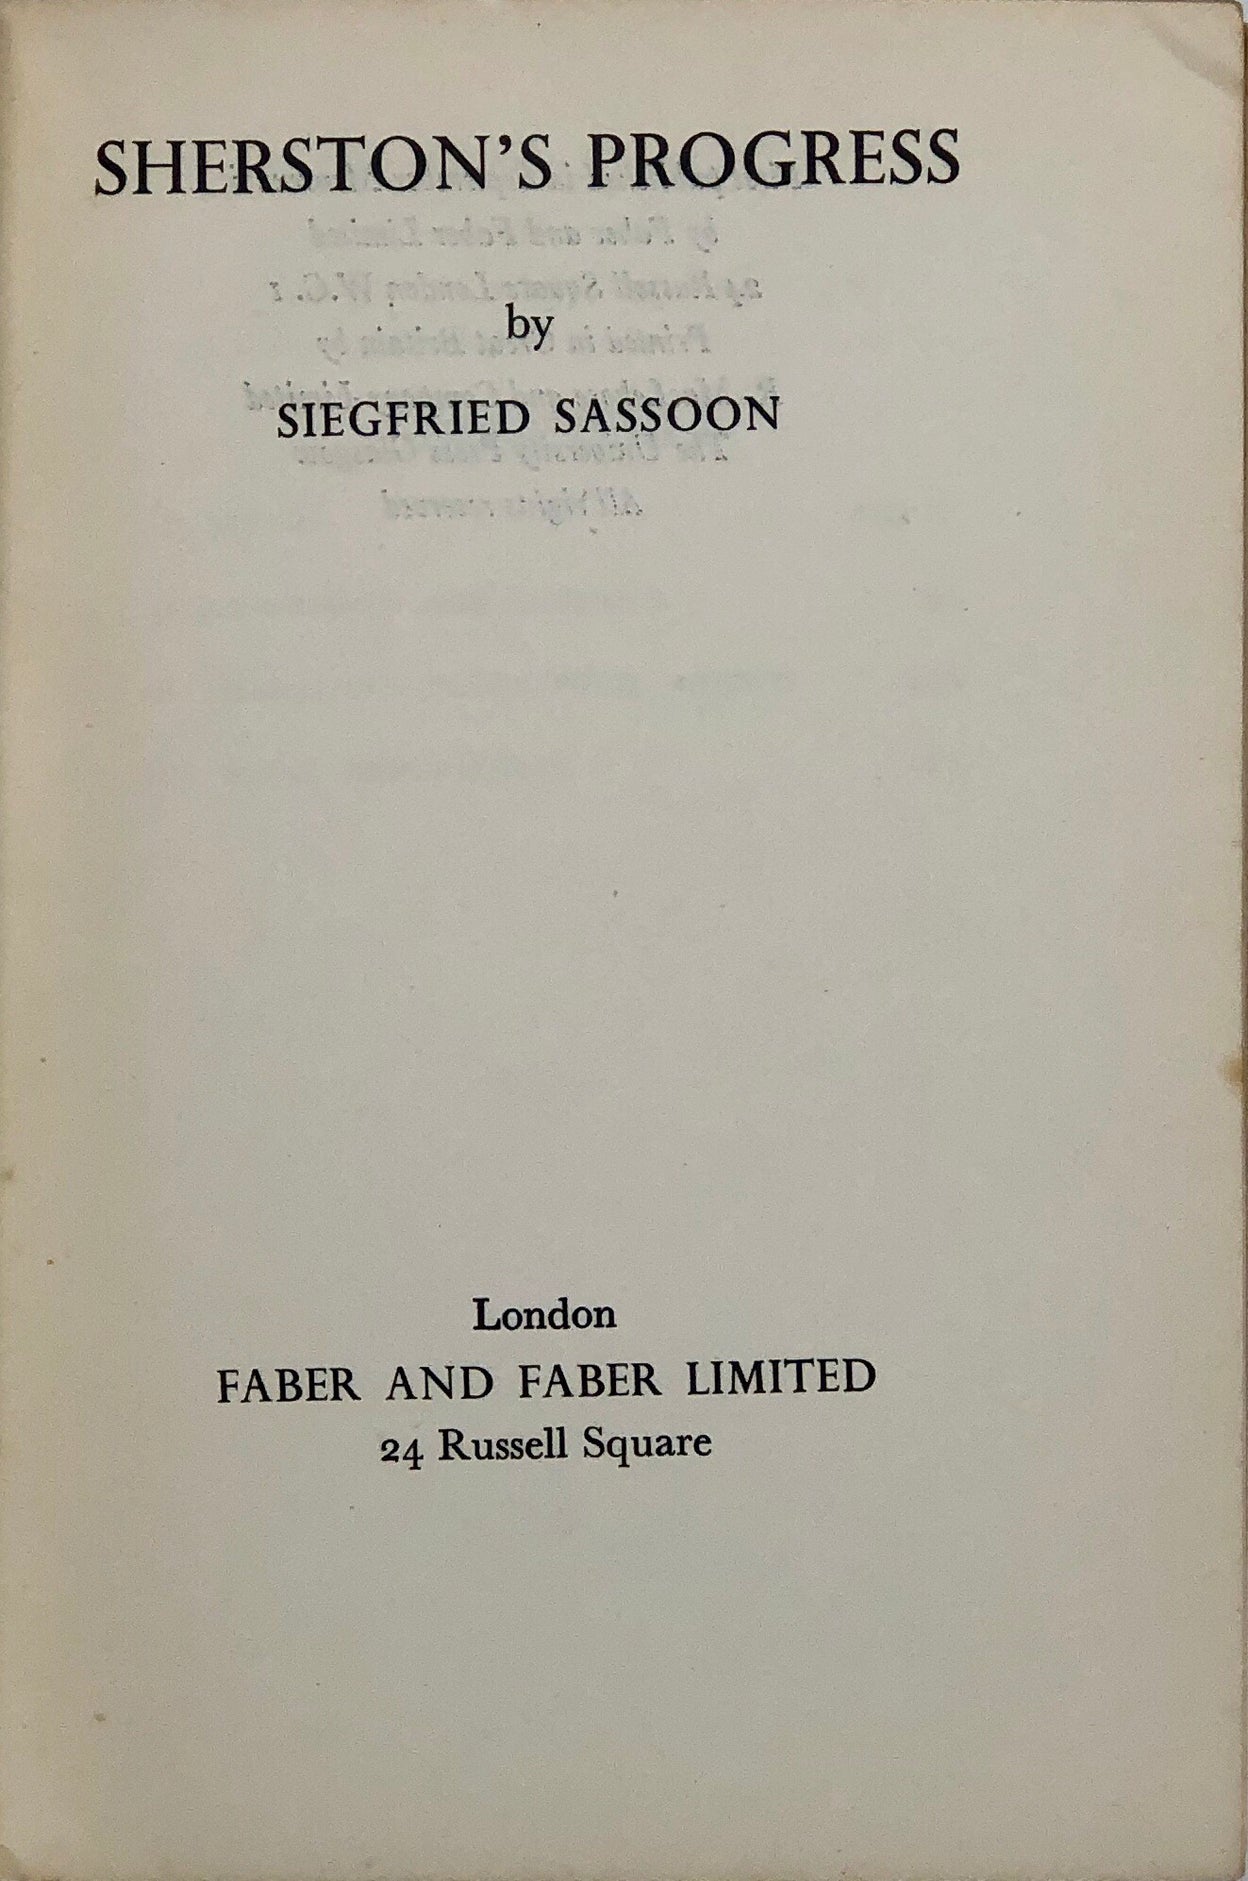 SHERSTON'S PROGRESS
by
SIEGFRIED SASSOON
London
FABER AND FABER LIMITED
24 Russell Square